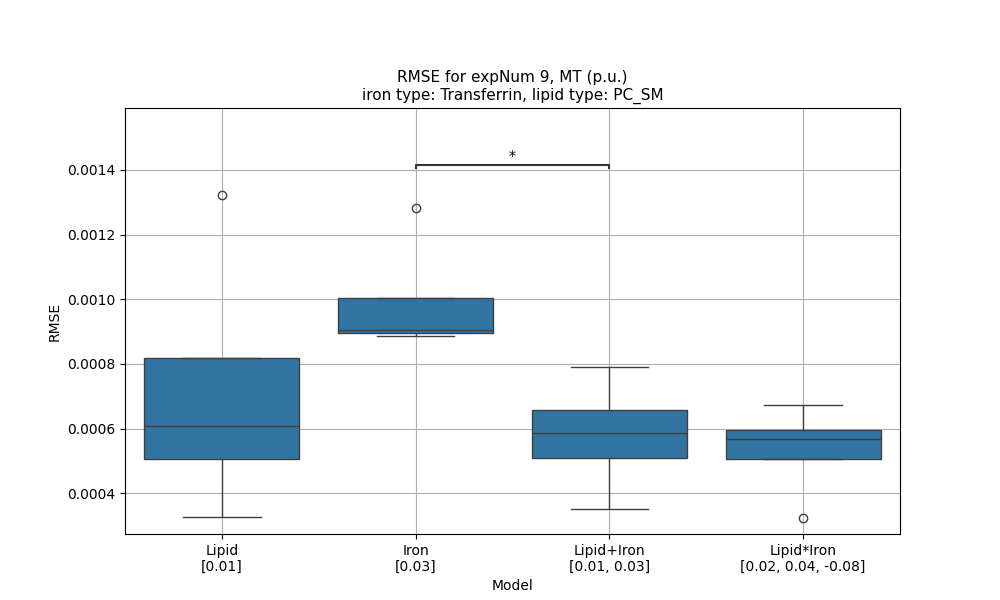 RMSE for expNum 9, MT (p.u.)
iron type: Transferrin, lipid type: PC_SM
*
0.0014
0.0012
0.0010
0.0008
0.0006
0.0004
RMSE
Lipid
[0.01]
Iron
[0.03]
Lipid+Iron
[0.01, 0.03]
Lipid*Iron
[0.02, 0.04, -0.08]
Model